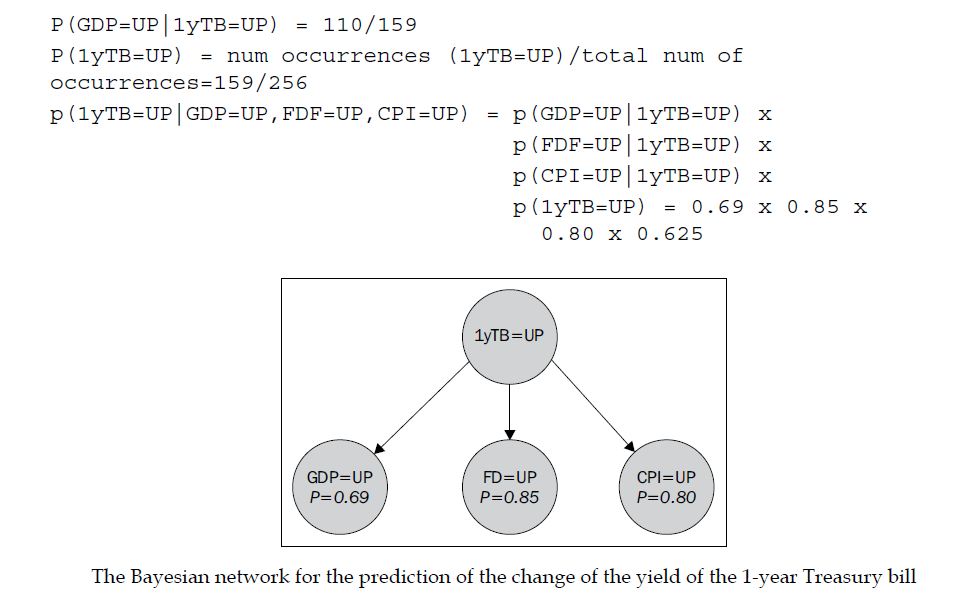 P(GDP=UP|1yTB=UP) = 110/159
P(1yTB=UP) = num occurrences (1yTB=UP)/total num of
occurrences=159/256
p(1yTB=UP|GDP=UP,FDF=UP,CPI=UP) = p(GDP=UP|1yTB=UP) x
p(FDF=UP|1yTB=UP) x
p(CPI=UP|1yTB=UP) x
p(1yTB=UP) = 0.69 x 0.85 x
0.80 x 0.625
1yTB=UP
GDP=UP
P=0.69
FD=UP
P=0.85
CPI=UP
P=0.80
The Bayesian network for the prediction of the change of the yield of the 1-year Treasury bill